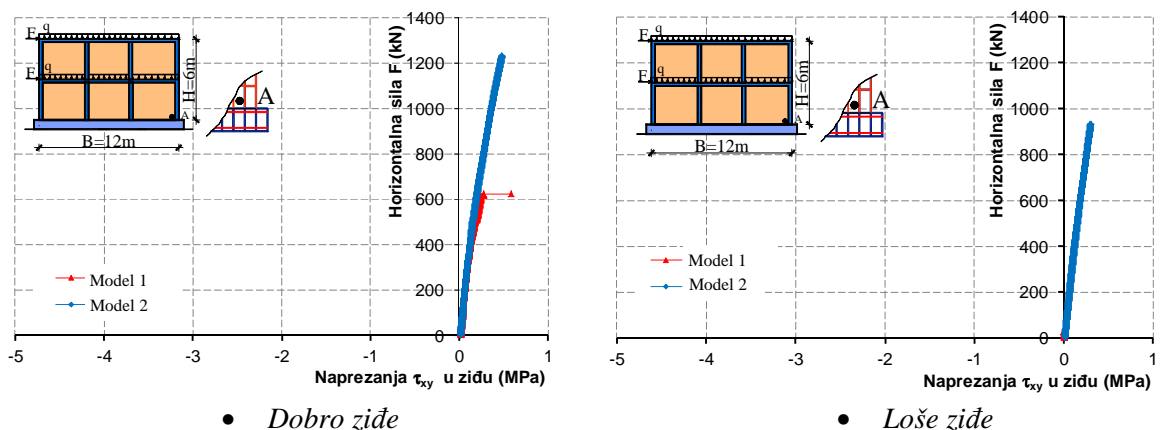 1400
1200
1000
800
600
400
200
0
Horizontalna sila F (kN)
q
F
q
F
H=6m
A
B=12m
A
Model 1
Model 2
-5 -4 -3 -2 -1 0 1
Naprezanja τxy u ziđu (MPa)
• Dobro ziđe
1400
1200
1000
800
600
400
200
0
Horizontalna sila F (kN)
q
F
q
F
H=6m
A
B=12m
A
Model 1
Model 2
-5 -4 -3 -2 -1 0 1
Naprezanja τxy u ziđu (MPa)
• Loše ziđe